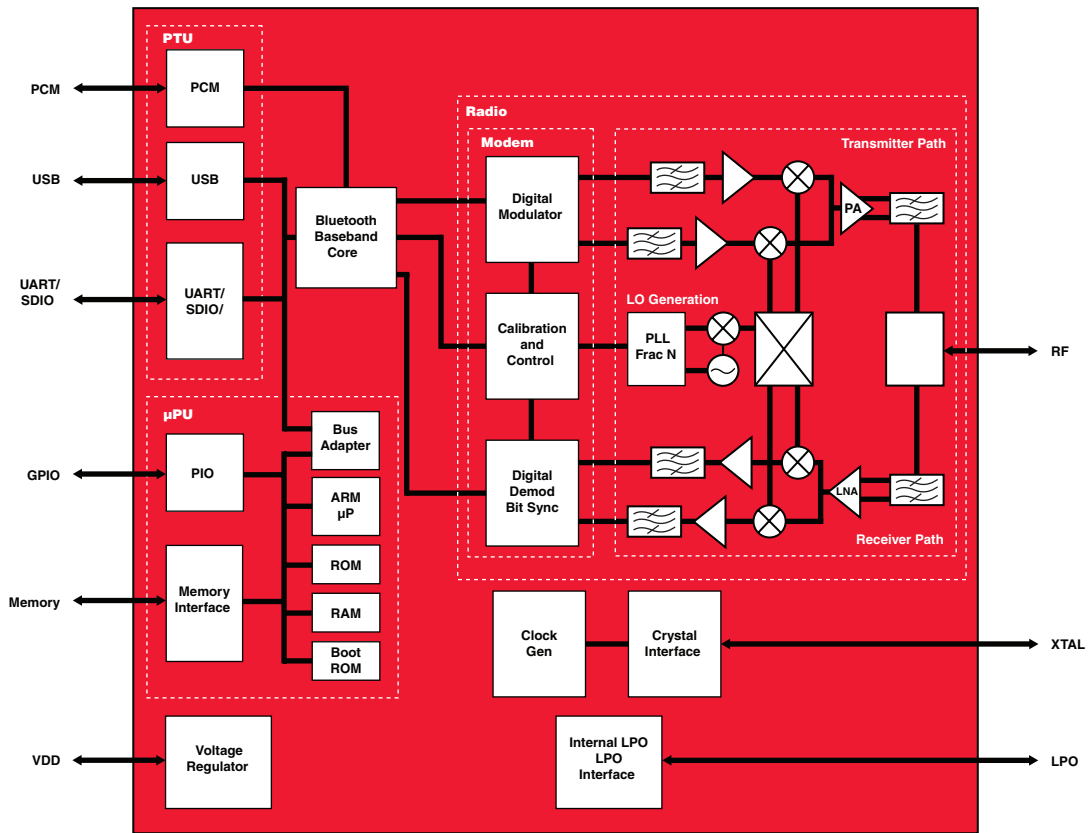 PTU
PCM
PCM
USB
USB
UART/
SDIO
UART/
SDIO/
Bluetooth
Baseband
Core
Radio
Modem
Digital
Modulator
Calibration
and
Control
Digital
Demod
Bit Sync
Transmitter Path
PA
LO Generation
PLL
Frac N
RF
LNA
Receiver Path
µPU
GPIO
PIO
Bus
Adapter
ARM
µP
ROM
RAM
Boot
ROM
Memory
Memory
Interface
Clock
Gen
Crystal
Interface
XTAL
VDD
Voltage
Regulator
Internal LPO
LPO
Interface
LPO